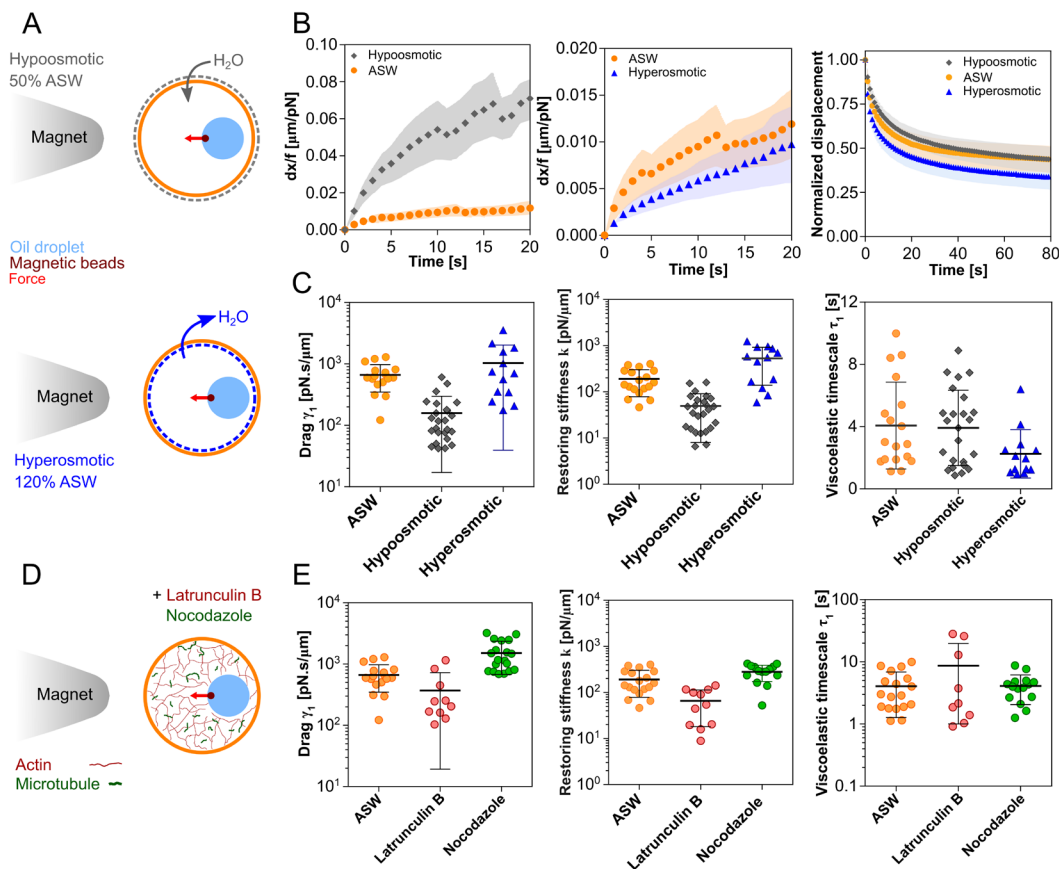 A
Hypoosmotic
50% ASW
H₂O
Magnet
Oil droplet
Magnetic beads
Force
H₂O
Magnet
Hyperosmotic
120% ASW
B
dx/f [μm/pN]
0.10
0.08
0.06
0.04
0.02
0.00
0
5
10
15
20
Time [s]
Hypoosmotic
ASW
dx/f [μm/pN]
0.020
0.015
0.010
0.005
0.000
0
5
10
15
20
Time [s]
ASW
Hyperosmotic
Normalized displacement
1.00
0.75
0.50
0.25
0.00
0
20
40
60
80
Time [s]
Hypoosmotic
ASW
Hyperosmotic
C
Drag γ₁ [pN.s/μm]
10⁴
10³
10²
10¹
ASW
Hypoosmotic
Hyperosmotic
Restoring stiffness k [pN/μm]
10⁴
10³
10²
10¹
10⁰
ASW
Hypoosmotic
Hyperosmotic
Viscoelastic timescale τ₁ [s]
12
8
4
0
ASW
Hypoosmotic
Hyperosmotic
D
+ Latrunculin B
Nocodazole
Magnet
Actin
Microtubule
E
Drag γ₁ [pN.s/μm]
10⁴
10³
10²
10¹
ASW
Latrunculin B
Nocodazole
Restoring stiffness k [pN/μm]
10⁴
10³
10²
10¹
10⁰
ASW
Latrunculin B
Nocodazole
Viscoelastic timescale τ₁ [s]
100
10
1
0.1
ASW
Latrunculin B
Nocodazole